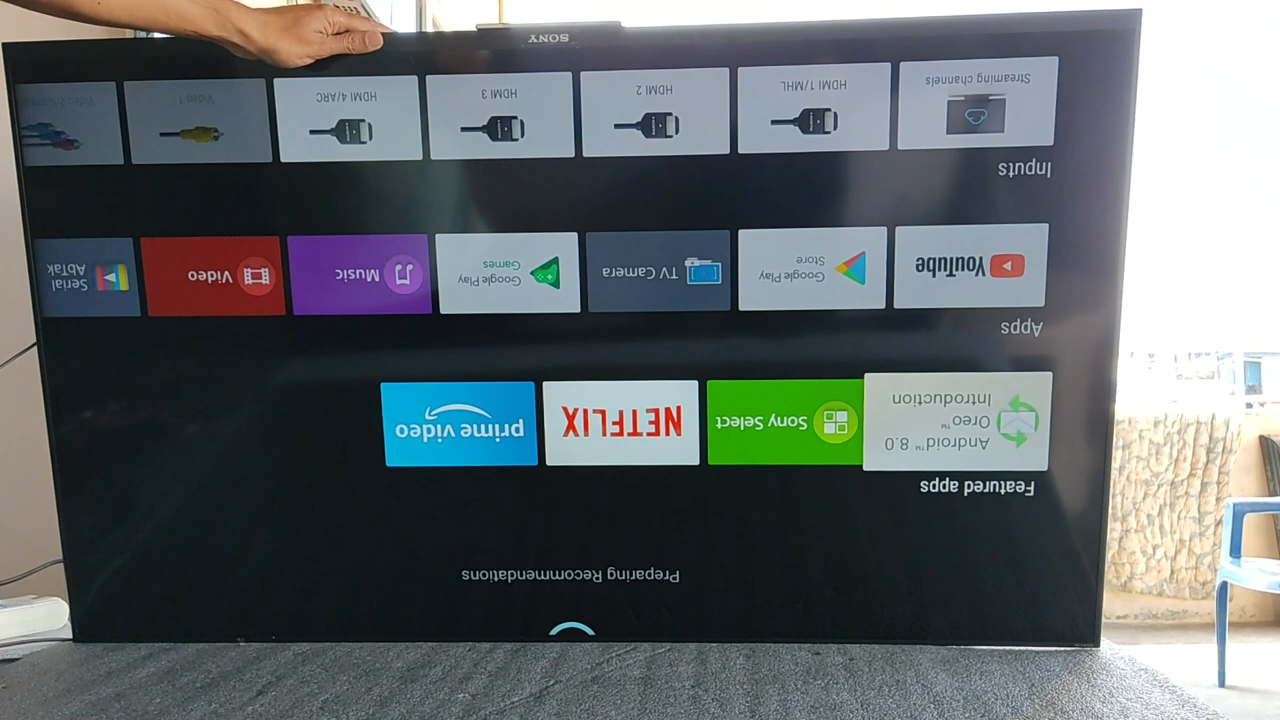 Preparing Recommendations
Featured apps
Android™ 8.0
Oreo™
Introduction
Sony Select
NETFLIX
prime video
Apps
YouTube
Google Play
Store
TV Camera
Google Play
Games
Music
Video
Serial
AbTak
Inputs
Streaming channels
HDMI 1/MHL
HDMI 2
HDMI 3
HDMI 4/ARC
Video 1
SONY